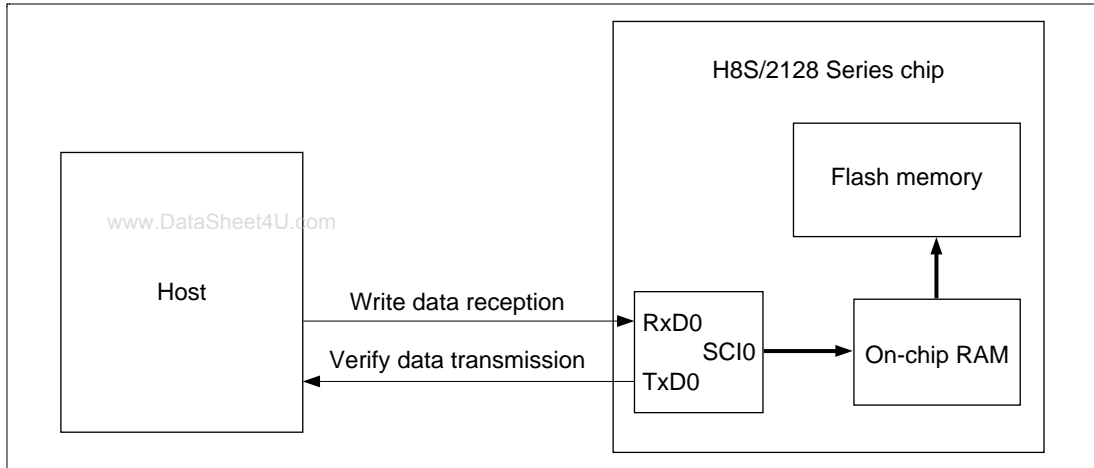 H8S/2128 Series chip
Flash memory
www.DataSheet4U.com
Host
Write data reception
RxD0
SCI0
On-chip RAM
Verify data transmission
TxD0